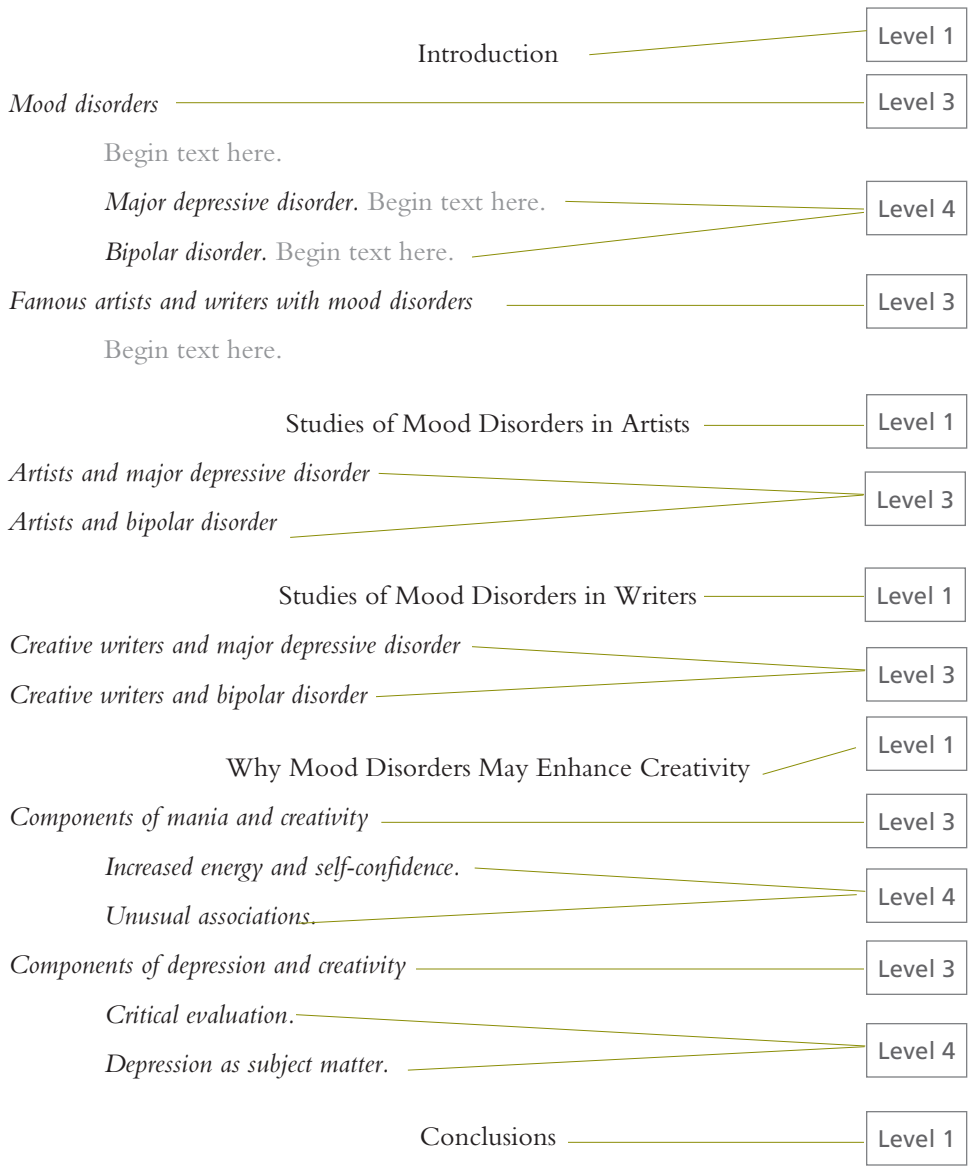 Introduction Level 1
Mood disorders Level 3
Begin text here.
Major depressive disorder. Begin text here. Level 4
Bipolar disorder. Begin text here.
Famous artists and writers with mood disorders Level 3
Begin text here.
Studies of Mood Disorders in Artists Level 1
Artists and major depressive disorder
Level 3
Artists and bipolar disorder
Studies of Mood Disorders in Writers Level 1
Creative writers and major depressive disorder
Level 3
Creative writers and bipolar disorder
Level 1
Why Mood Disorders May Enhance Creativity
Components of mania and creativity Level 3
Increased energy and self-confidence.
Level 4
Unusual associations.
Components of depression and creativity Level 3
Critical evaluation.
Level 4
Depression as subject matter.
Conclusions Level 1